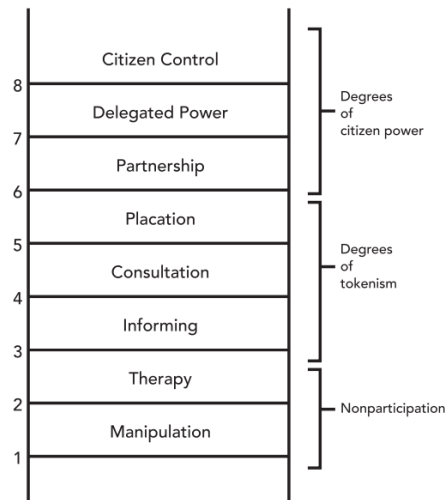 Citizen Control
8
Delegated Power
7
Partnership
6
Placation
5
Consultation
4
Informing
3
Therapy
2
Manipulation
1
Degrees
of
citizen power
Degrees
of
tokenism
Nonparticipation